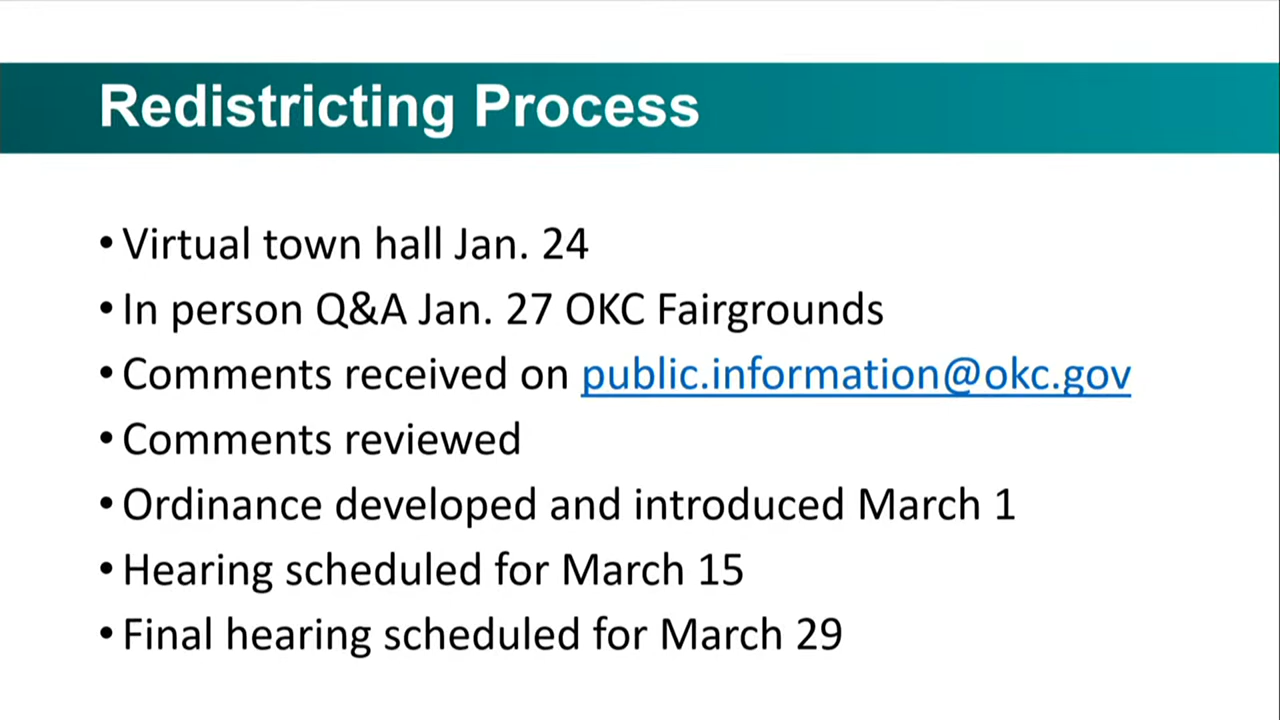 Redistricting Process
• Virtual town hall Jan. 24
• In person Q&A Jan. 27 OKC Fairgrounds
• Comments received on public.information@okc.gov
• Comments reviewed
• Ordinance developed and introduced March 1
• Hearing scheduled for March 15
• Final hearing scheduled for March 29